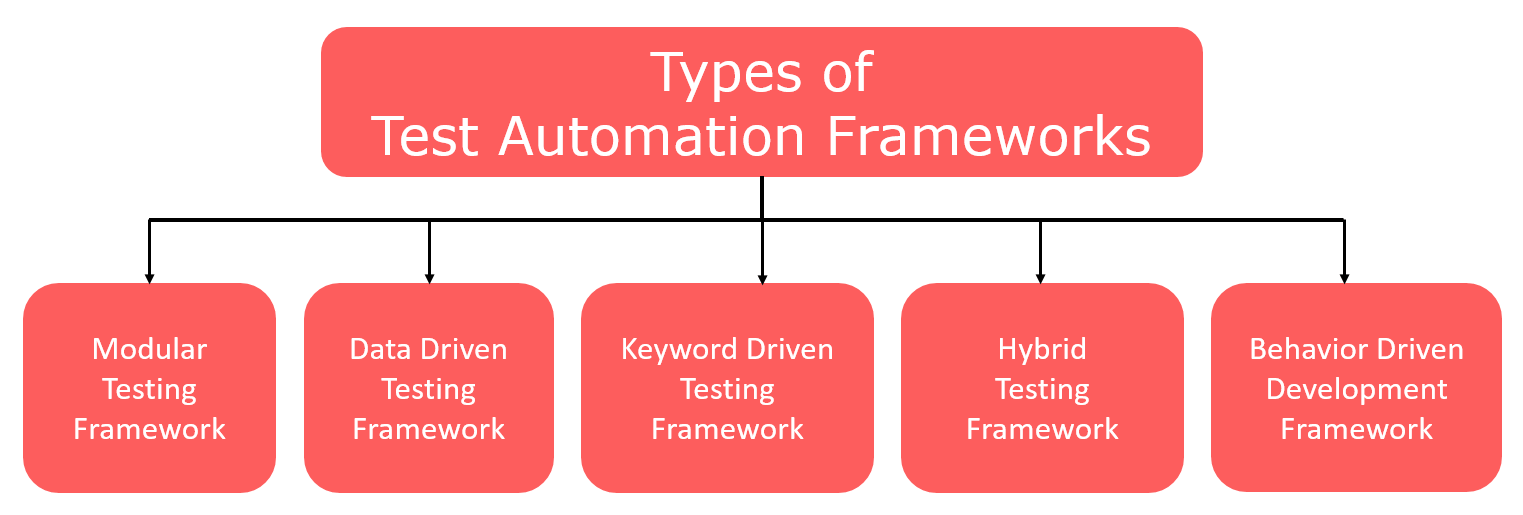 Types of
Test Automation Frameworks
Modular
Testing
Framework
Data Driven
Testing
Framework
Keyword Driven
Testing
Framework
Hybrid
Testing
Framework
Behavior Driven
Development
Framework